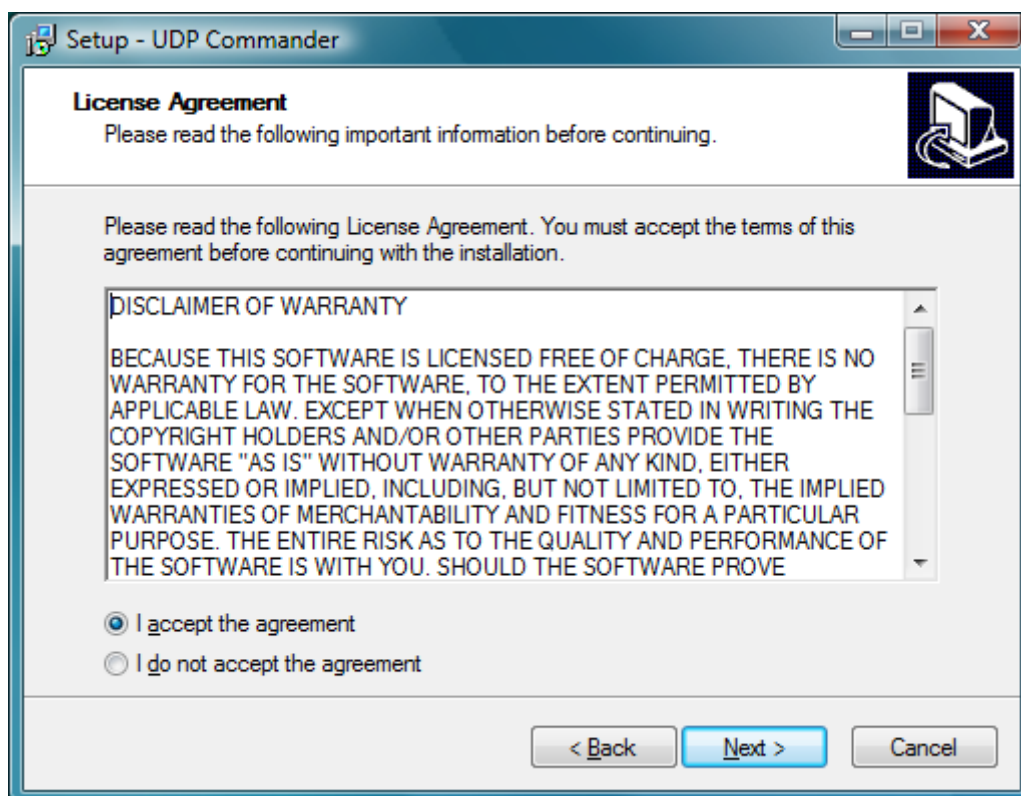 Setup - UDP Commander
License Agreement
Please read the following important information before continuing.
Please read the following License Agreement. You must accept the terms of this
agreement before continuing with the installation.
DISCLAIMER OF WARRANTY
BECAUSE THIS SOFTWARE IS LICENSED FREE OF CHARGE, THERE IS NO
WARRANTY FOR THE SOFTWARE, TO THE EXTENT PERMITTED BY
APPLICABLE LAW. EXCEPT WHEN OTHERWISE STATED IN WRITING THE
COPYRIGHT HOLDERS AND/OR OTHER PARTIES PROVIDE THE
SOFTWARE "AS IS" WITHOUT WARRANTY OF ANY KIND, EITHER
EXPRESSED OR IMPLIED, INCLUDING, BUT NOT LIMITED TO, THE IMPLIED
WARRANTIES OF MERCHANTABILITY AND FITNESS FOR A PARTICULAR
PURPOSE. THE ENTIRE RISK AS TO THE QUALITY AND PERFORMANCE OF
THE SOFTWARE IS WITH YOU. SHOULD THE SOFTWARE PROVE
I accept the agreement
I do not accept the agreement
< Back Next > Cancel